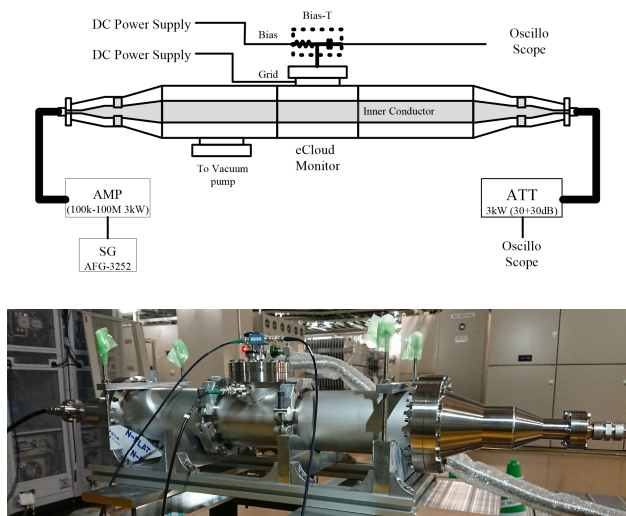 Bias-T
DC Power Supply
Bias
Oscillo
Scope
DC Power Supply
Grid
Inner Conductor
To Vacuum
pump
eCloud
Monitor
AMP
(100k-100M 3kW)
SG
AFG-3252
ATT
3kW (30+30dB)
Oscillo
Scope
N-PLAT